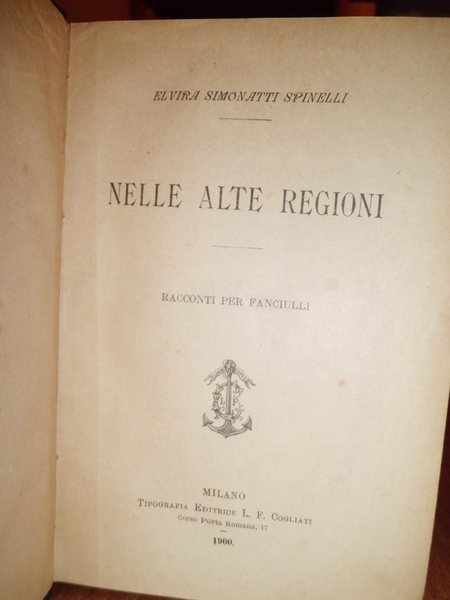 ELVIRA SIMONATTI SPINELLI
NELLE ALTE REGIONI
RACCONTI PER FANCIULLI
MILANO
TIPOGRAFIA EDITRICE L. F. COGLIATI
Corso Porta Romana, 17
1900.